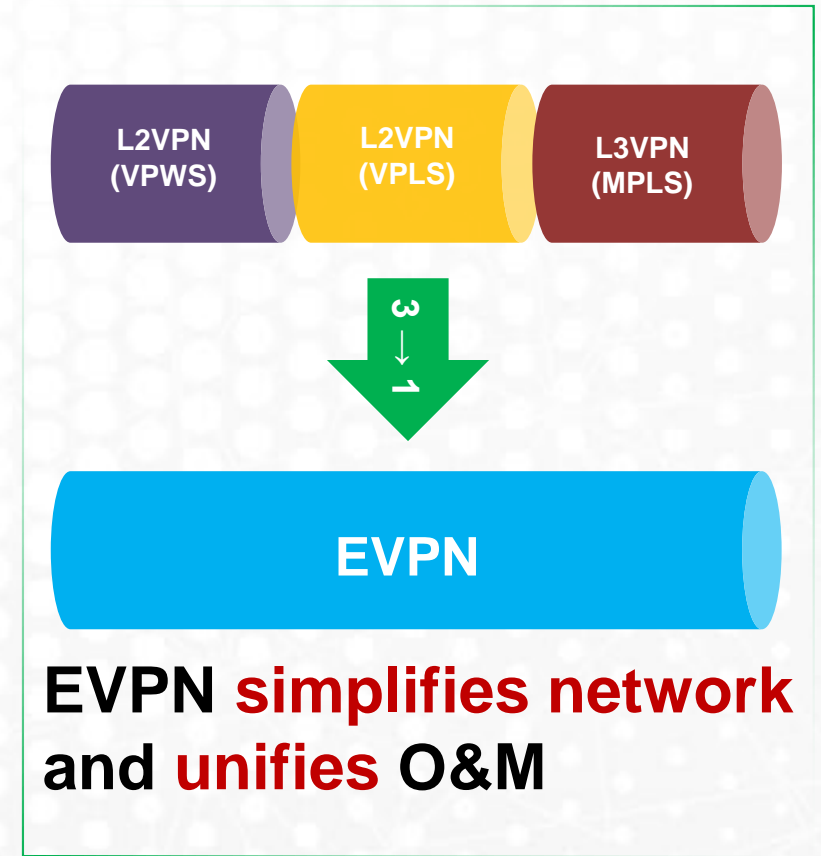 L2VPN
(VPWS)
L2VPN
(VPLS)
L3VPN
(MPLS)
3→1
EVPN
EVPN simplifies network
and unifies O&M